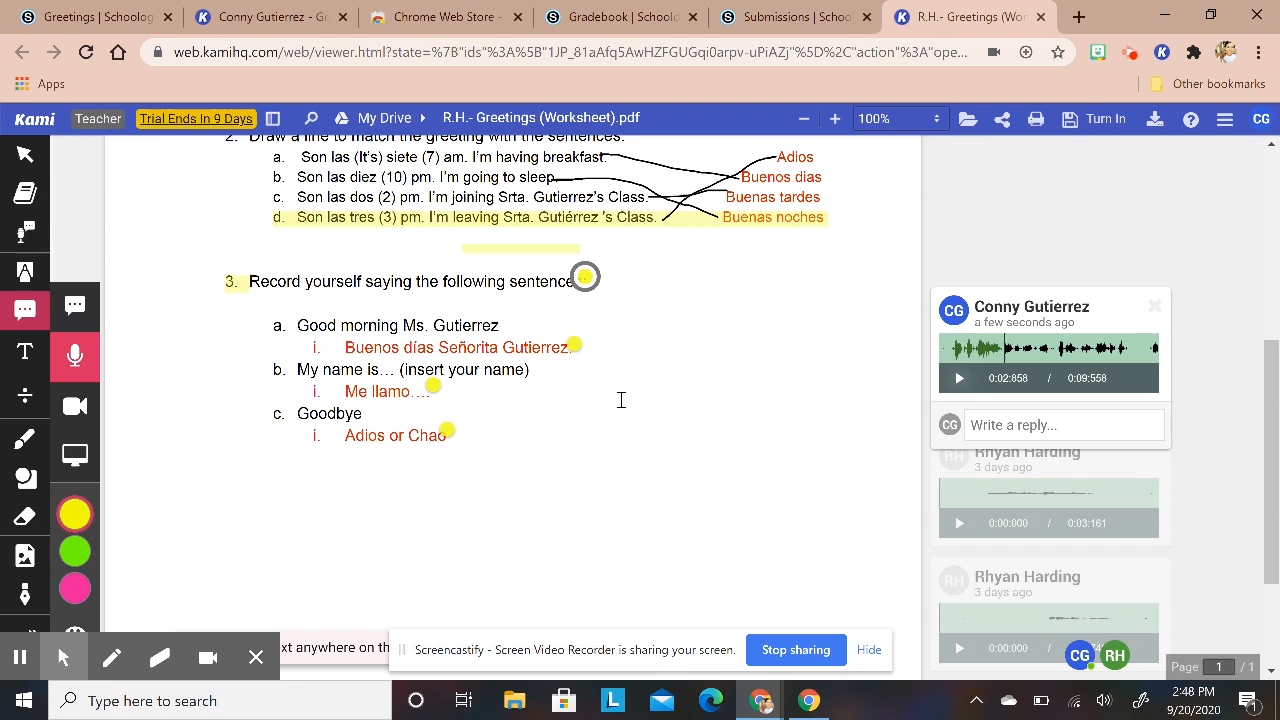 Greetings | Schoolog
Conny Gutierrez - Gr
Chrome Web Store -
Gradebook | Schoolo
Submissions | School
R.H.- Greetings (Wor
web.kamihq.com/web/viewer.html?state=%7B"ids"%3A%5B"1JP_81aAfq5AwHZFGUGqi0arpv-uPiAZj"%5D%2C"action"%3A"ope...
Apps
Other bookmarks
Kami
Teacher
Trial Ends In 9 Days
My Drive
R.H.- Greetings (Worksheet).pdf
100%
Turn In
CG
2. Draw a line to match the greeting with the sentences.
a. Son las (It's) siete (7) am. I'm having breakfast. Adios
b. Son las diez (10) pm. I'm going to sleep. Buenos dias
c. Son las dos (2) pm. I'm joining Srta. Gutierrez's Class. Buenas tardes
d. Son las tres (3) pm. I'm leaving Srta. Gutiérrez 's Class. Buenas noches
3. Record yourself saying the following sentence
a. Good morning Ms. Gutierrez
i. Buenos días Señorita Gutierrez.
b. My name is... (insert your name)
i. Me llamo....
c. Goodbye
i. Adios or Chao
CG Conny Gutierrez
a few seconds ago
0:02:858 / 0:09:558
CG Write a reply...
RH Rhyan Harding
3 days ago
0:00:000 / 0:03:161
RH Rhyan Harding
3 days ago
0:00:000 /
CG RH
Page 1 / 1
xt anywhere on th
Screencastify - Screen Video Recorder is sharing your screen.
Stop sharing
Hide
Type here to search
2:48 PM
9/20/2020